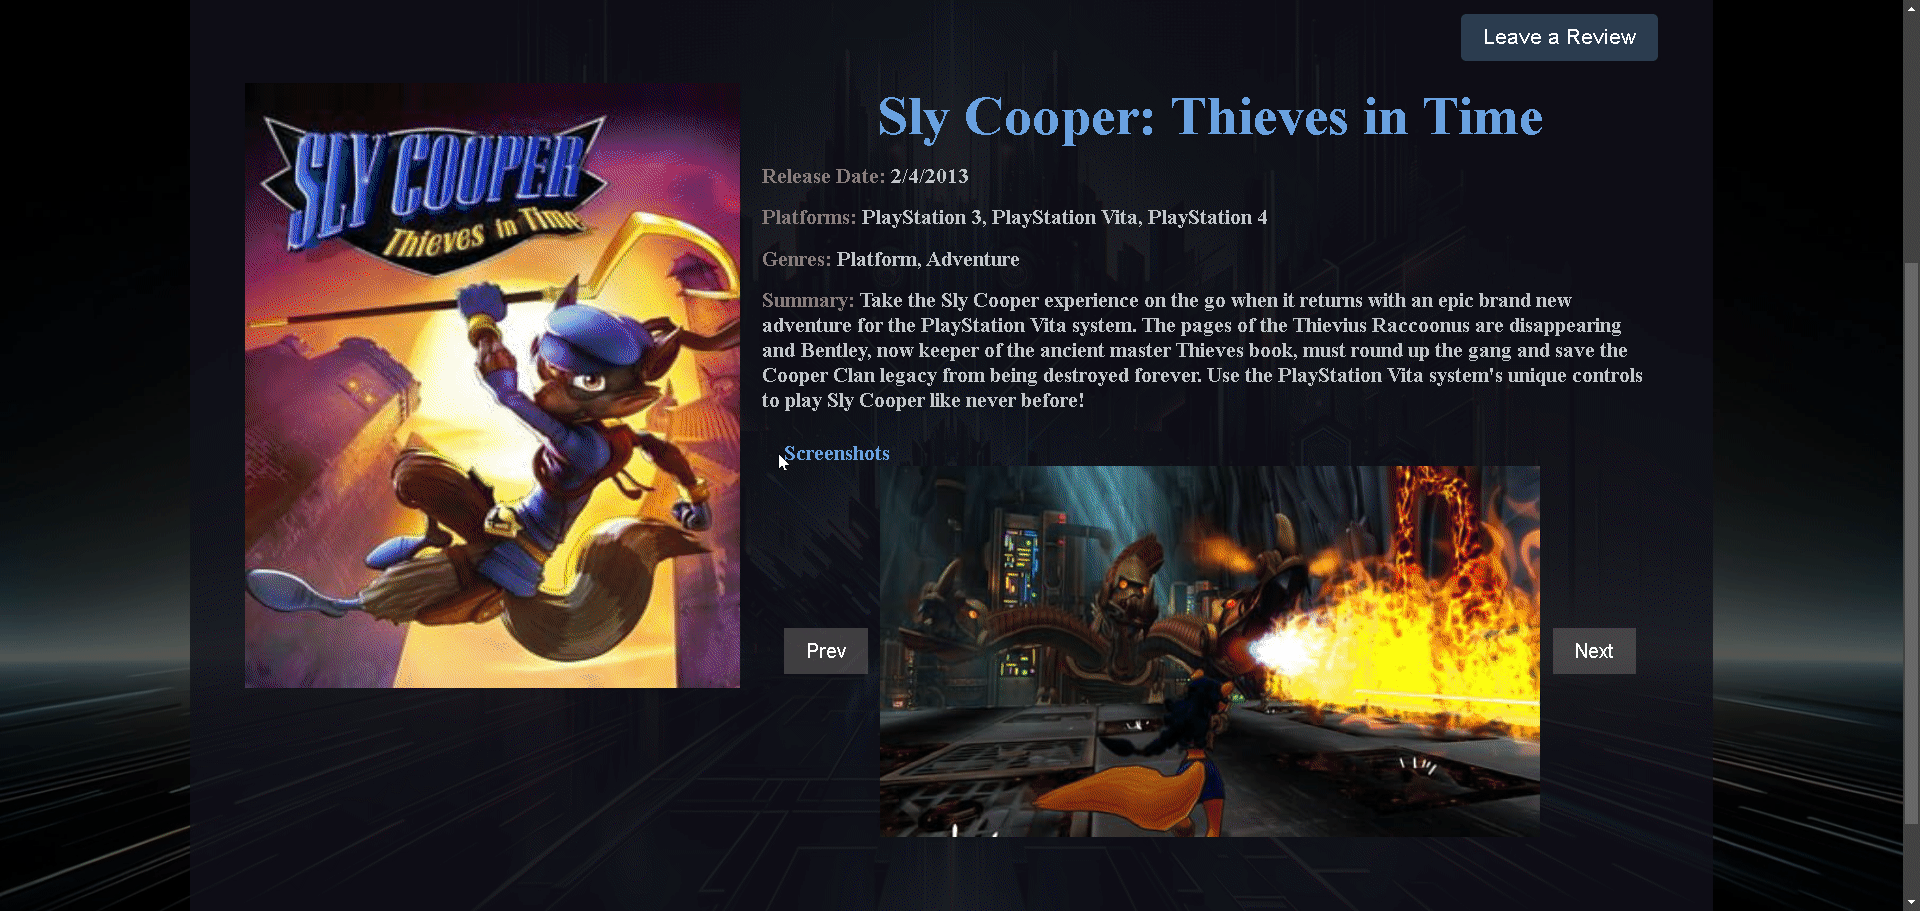 Leave a Review
SLY COOPER
Thieves in Time
Sly Cooper: Thieves in Time
Release Date: 2/4/2013
Platforms: PlayStation 3, PlayStation Vita, PlayStation 4
Genres: Platform, Adventure
Summary: Take the Sly Cooper experience on the go when it returns with an epic brand new
adventure for the PlayStation Vita system. The pages of the Thievius Raccoonus are disappearing
and Bentley, now keeper of the ancient master Thieves book, must round up the gang and save the
Cooper Clan legacy from being destroyed forever. Use the PlayStation Vita system's unique controls
to play Sly Cooper like never before!
Screenshots
Prev
Next